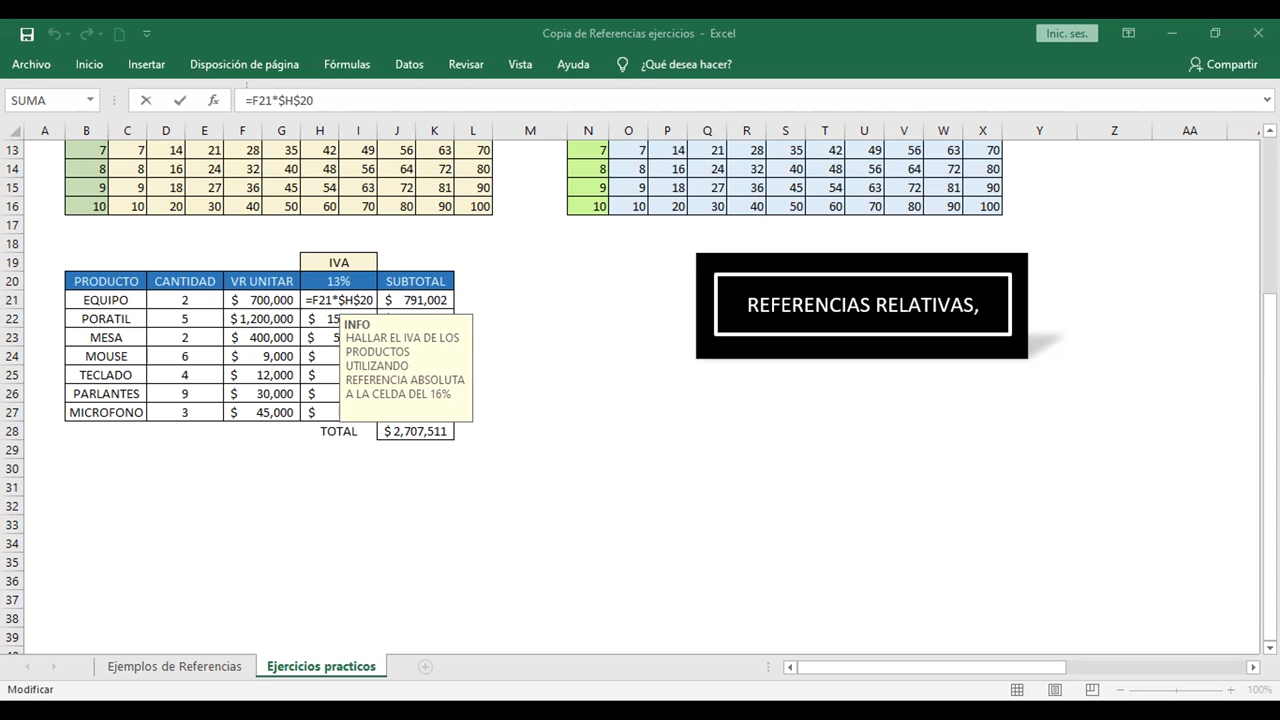 Copia de Referencias ejercicios - Excel
Inic. ses.
Archivo Inicio Insertar Disposición de página Fórmulas Datos Revisar Vista Ayuda ¿Qué desea hacer? Compartir
SUMA fx =F21*$H$20
A B C D E F G H I J K L M N O P Q R S T U V W X Y Z AA
13 7 7 14 21 28 35 42 49 56 63 70 7 7 14 21 28 35 42 49 56 63 70
14 8 8 16 24 32 40 48 56 64 72 80 8 8 16 24 32 40 48 56 64 72 80
15 9 9 18 27 36 45 54 63 72 81 90 9 9 18 27 36 45 54 63 72 81 90
16 10 10 20 30 40 50 60 70 80 90 100 10 10 20 30 40 50 60 70 80 90 100
17
18
19 IVA
20 PRODUCTO CANTIDAD VR UNITAR 13% SUBTOTAL
21 EQUIPO 2 $ 700,000 =F21*$H$20 $ 791,002
22 PORATIL 5 $ 1,200,000 $ 15
23 MESA 2 $ 400,000 $ 5
24 MOUSE 6 $ 9,000 $
25 TECLADO 4 $ 12,000 $
26 PARLANTES 9 $ 30,000 $
27 MICROFONO 3 $ 45,000 $
28 TOTAL $ 2,707,511
INFO
HALLAR EL IVA DE LOS
PRODUCTOS
UTILIZANDO
REFERENCIA ABSOLUTA
A LA CELDA DEL 16%
REFERENCIAS RELATIVAS,
29
30
31
32
33
34
35
36
37
38
39
Ejemplos de Referencias Ejercicios practicos
Modificar 100%